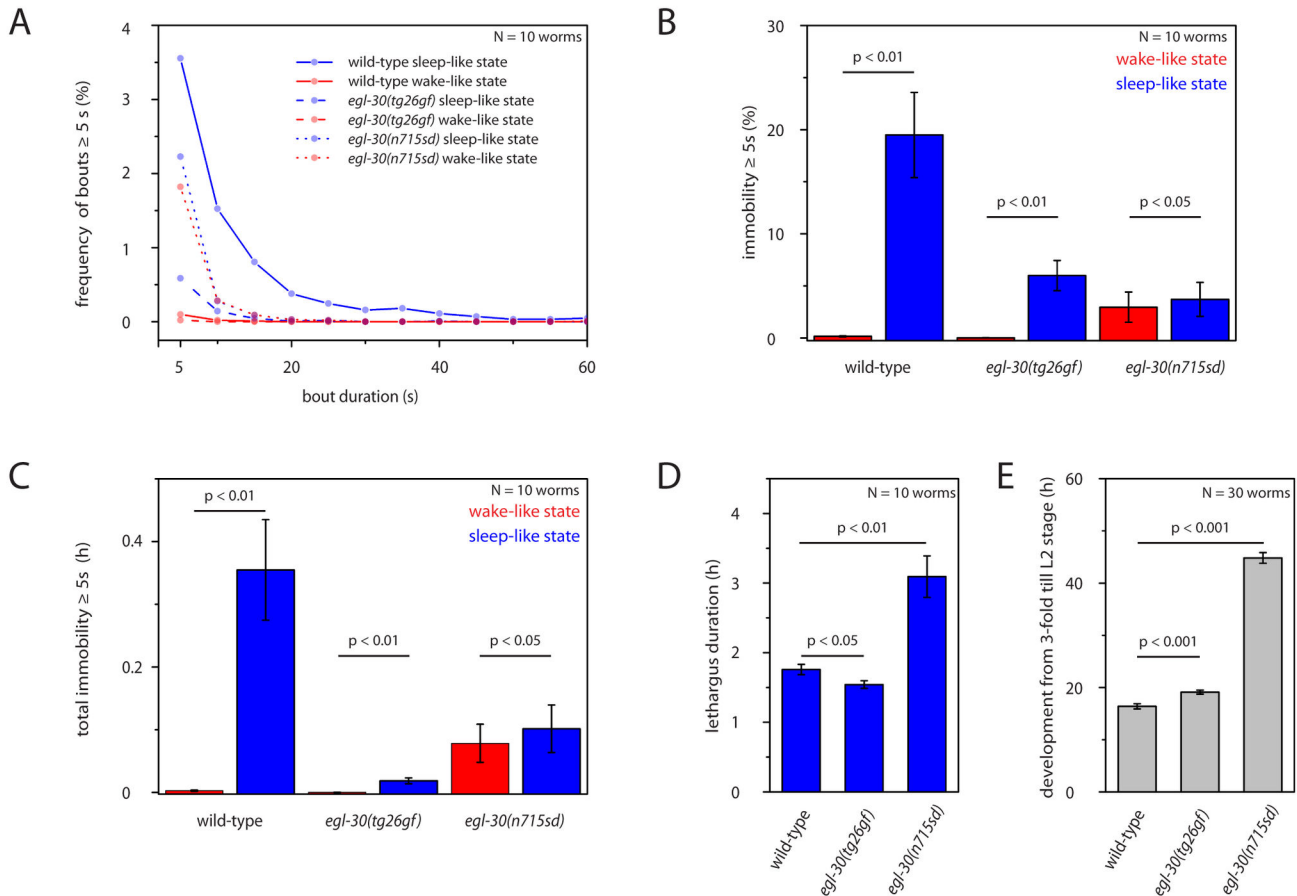 A
frequency of bouts ≥ 5 s (%)
4
3
2
1
0
N = 10 worms
wild-type sleep-like state
wild-type wake-like state
egl-30(tg26gf) sleep-like state
egl-30(tg26gf) wake-like state
egl-30(n715sd) sleep-like state
egl-30(n715sd) wake-like state
5
20
40
60
bout duration (s)
B
immobility ≥ 5s (%)
30
20
10
0
N = 10 worms
wake-like state
sleep-like state
p < 0.01
p < 0.01
p < 0.05
wild-type
egl-30(tg26gf)
egl-30(n715sd)
C
total immobility ≥ 5s (h)
0.4
0.2
0
N = 10 worms
wake-like state
sleep-like state
p < 0.01
p < 0.01
p < 0.05
wild-type
egl-30(tg26gf)
egl-30(n715sd)
D
lethargus duration (h)
4
3
2
1
0
N = 10 worms
p < 0.01
p < 0.05
wild-type
egl-30(tg26gf)
egl-30(n715sd)
E
development from 3-fold till L2 stage (h)
60
40
20
0
N = 30 worms
p < 0.001
p < 0.001
wild-type
egl-30(tg26gf)
egl-30(n715sd)